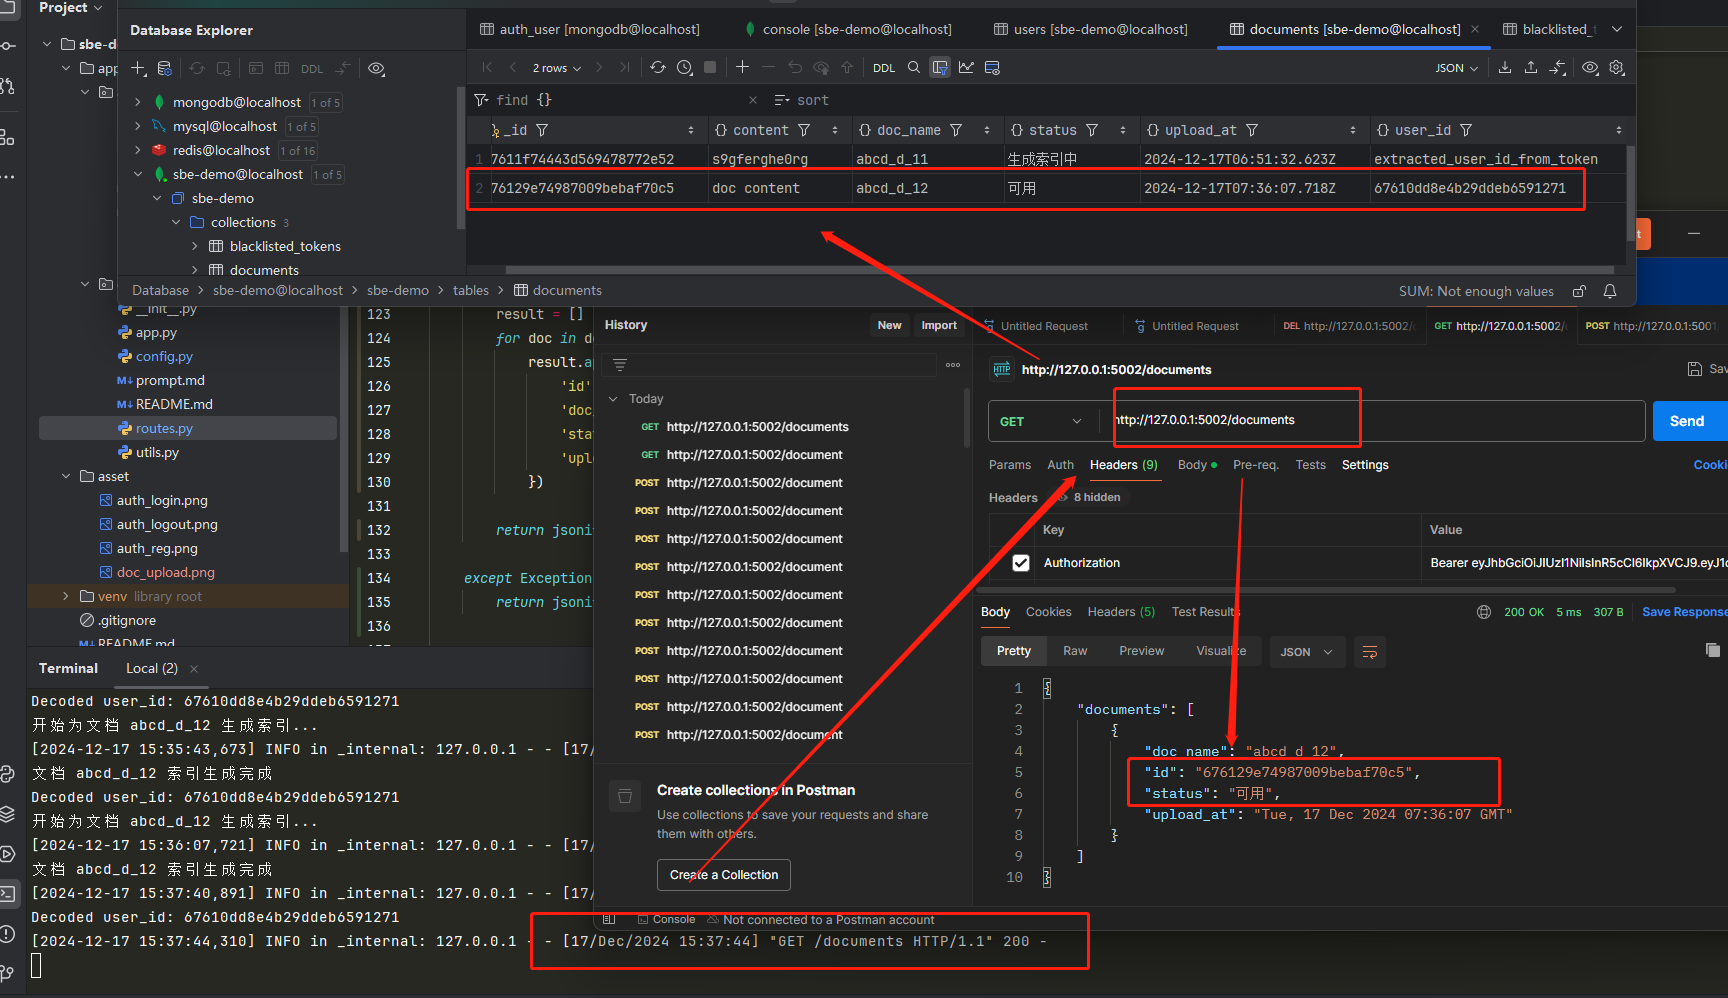 Project
sbe-d
app
__init__.py
app.py
config.py
prompt.md
README.md
routes.py
utils.py
asset
auth_login.png
auth_logout.png
auth_reg.png
doc_upload.png
venv library root
.gitignore
README.md
Database Explorer
DDL
mongodb@localhost 1 of 5
mysql@localhost 1 of 5
redis@localhost 1 of 16
sbe-demo@localhost 1 of 5
sbe-demo
collections 3
blacklisted_tokens
documents
auth_user [mongodb@localhost]
console [sbe-demo@localhost]
users [sbe-demo@localhost]
documents [sbe-demo@localhost]
blacklisted_
2 rows
DDL
JSON
find {}
sort
_id {} content {} doc_name {} status {} upload_at {} user_id
1 7611f74443d569478772e52 s9gferghe0rg abcd_d_11 生成索引中 2024-12-17T06:51:32.623Z extracted_user_id_from_token
2 76129e74987009bebaf70c5 doc content abcd_d_12 可用 2024-12-17T07:36:07.718Z 67610dd8e4b29ddeb6591271
Database > sbe-demo@localhost > sbe-demo > tables > documents
SUM: Not enough values
123 result = []
124 for doc in d
125 result.a
126 'id'
127 'doc
128 'sta
129 'upl
130 })
131
132 return jsoni
133
134 except Exception
135 return jsoni
136
History
New
Import
Today
GET http://127.0.0.1:5002/documents
GET http://127.0.0.1:5002/documents
POST http://127.0.0.1:5002/document
POST http://127.0.0.1:5002/document
POST http://127.0.0.1:5002/document
POST http://127.0.0.1:5002/document
POST http://127.0.0.1:5002/document
POST http://127.0.0.1:5002/document
POST http://127.0.0.1:5002/document
POST http://127.0.0.1:5002/document
POST http://127.0.0.1:5002/document
POST http://127.0.0.1:5002/document
Create collections in Postman
Use collections to save your requests and share
them with others.
Create a Collection
Console
Not connected to a Postman account
Untitled Request
Untitled Request
DEL http://127.0.0.1:5002/
GET http://127.0.0.1:5002/
POST http://127.0.0.1:5001
HTTP http://127.0.0.1:5002/documents
Sav
GET
http://127.0.0.1:5002/documents
Send
Params Auth Headers (9) Body Pre-req. Tests Settings
Cooki
Headers 8 hidden
Key Value
Authorization Bearer eyJhbGciOiJIUzI1NiIsInR5cCI6IkpXVCJ9.eyJ1c
Body Cookies Headers (5) Test Results
200 OK 5 ms 307 B Save Response
Pretty Raw Preview Visualize JSON
1 {
2 "documents": [
3 {
4 "doc_name": "abcd_d_12",
5 "id": "676129e74987009bebaf70c5",
6 "status": "可用",
7 "upload_at": "Tue, 17 Dec 2024 07:36:07 GMT"
8 }
9 ]
10 }
Terminal Local (2)
Decoded user_id: 67610dd8e4b29ddeb6591271
开始为文档 abcd_d_12 生成索引...
[2024-12-17 15:35:43,673] INFO in _internal: 127.0.0.1 - - [17/
文档 abcd_d_12 索引生成完成
Decoded user_id: 67610dd8e4b29ddeb6591271
开始为文档 abcd_d_12 生成索引...
[2024-12-17 15:36:07,721] INFO in _internal: 127.0.0.1 - - [17/
文档 abcd_d_12 索引生成完成
[2024-12-17 15:37:40,891] INFO in _internal: 127.0.0.1 - - [17/
Decoded user_id: 67610dd8e4b29ddeb6591271
[2024-12-17 15:37:44,310] INFO in _internal: 127.0.0.1 - - [17/Dec/2024 15:37:44] "GET /documents HTTP/1.1" 200 -